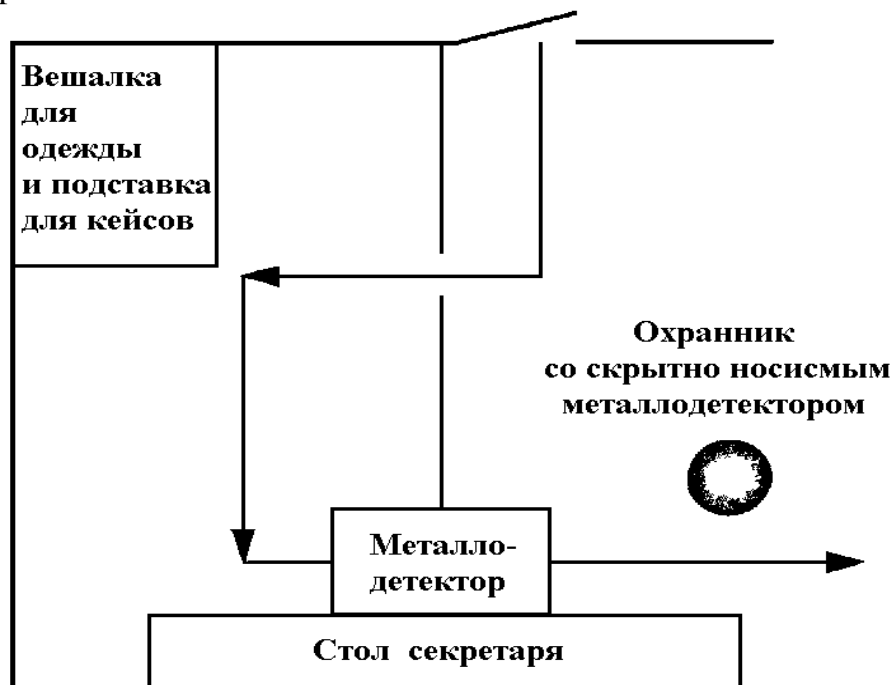 Вешалка
для
одежды
и подставка
для кейсов
Охранник
со скрытно носисмым
металлодетектором
Металло-
детектор
Стол секретаря